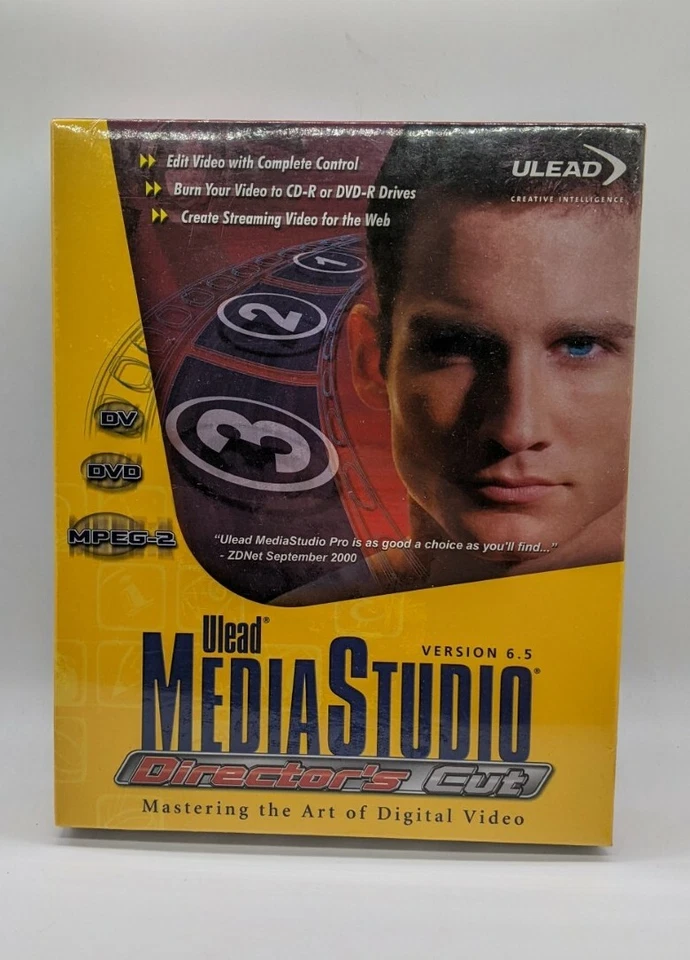 Edit Video with Complete Control
Burn Your Video to CD-R or DVD-R Drives
Create Streaming Video for the Web
ULEAD
CREATIVE INTELLIGENCE
1
2
3
DV
DVD
MPEG-2
“Ulead MediaStudio Pro is as good a choice as you’ll find...”
- ZDNet September 2000
Ulead®
VERSION 6.5
MEDIASTUDIO®
Director's Cut
Mastering the Art of Digital Video